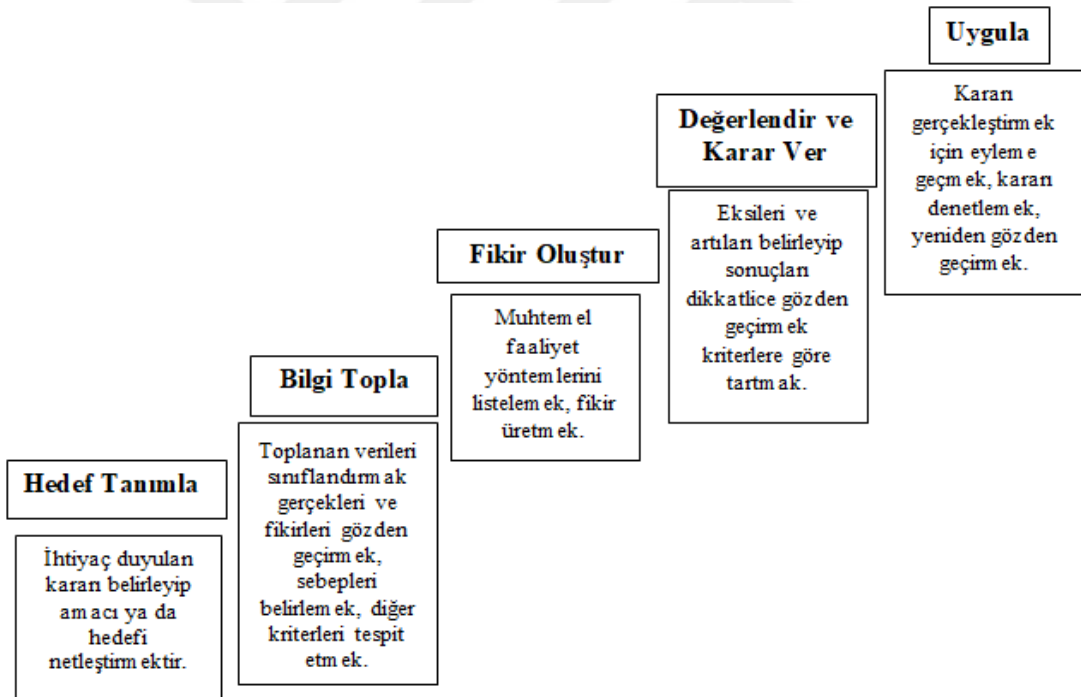 Hedef Tanımla
İhtiyaç duyulan
kararı belirleyip
amacı ya da
hedefi
netleştirmektir.
Bilgi Topla
Toplanan verileri
sınıflandırmak
gerçekleri ve
fikirleri gözden
geçirmek,
sebepleri
belirlemek, diğer
kriterleri tespit
etmek.
Fikir Oluştur
Muhtemel
faaliyet
yöntemlerini
listelemek, fikir
üretmek.
Değerlendir ve
Karar Ver
Eksileri ve
artıları belirleyip
sonuçları
dikkatlice gözden
geçirmek
kriterlere göre
tartmak.
Uygula
Kararı
gerçekleştirmek
için eyleme
geçmek, kararı
denetlemek,
yeniden gözden
geçirmek.